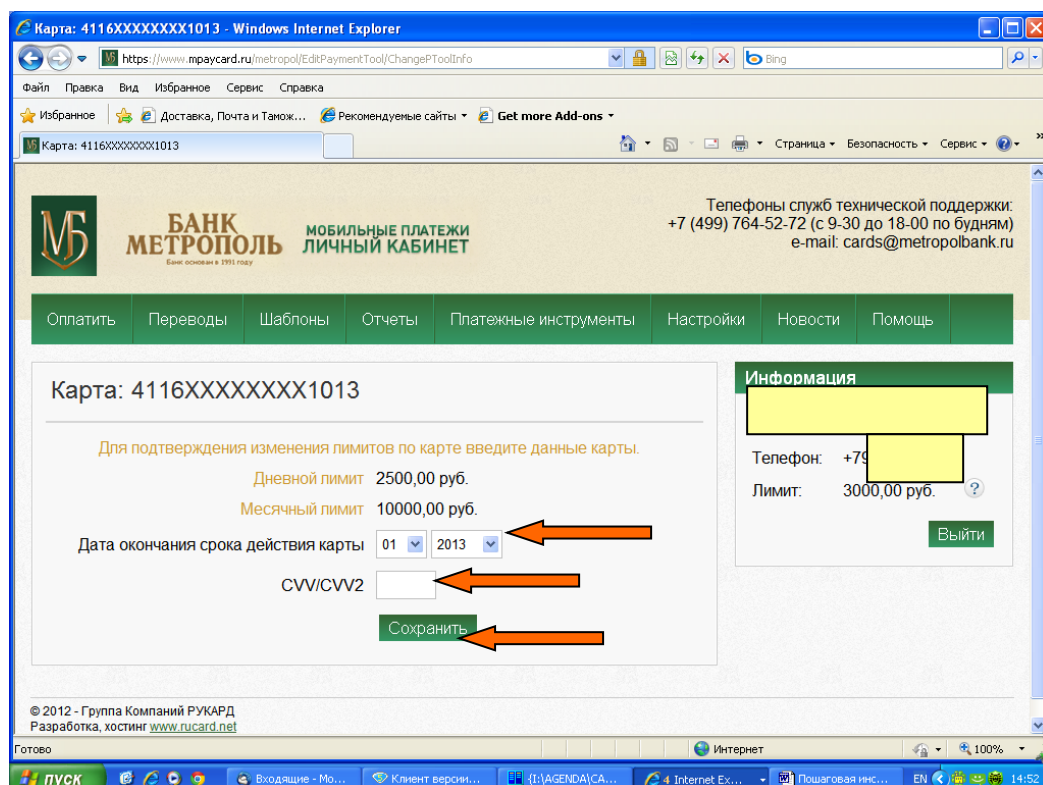 Карта: 4116XXXXXXXX1013 - Windows Internet Explorer
https://www.mpaycard.ru/metropol/EditPaymentTool/ChangePToolInfo
Bing
Файл Правка Вид Избранное Сервис Справка
Избранное Доставка, Почта и Тамож... Рекомендуемые сайты Get more Add-ons
Карта: 4116XXXXXXXX1013
Страница Безопасность Сервис
МБ
БАНК
МЕТРОПОЛЬ
Банк основан в 1991 году
МОБИЛЬНЫЕ ПЛАТЕЖИ
ЛИЧНЫЙ КАБИНЕТ
Телефоны служб технической поддержки:
+7 (499) 764-52-72 (с 9-30 до 18-00 по будням)
e-mail: cards@metropolbank.ru
Оплатить Переводы Шаблоны Отчеты Платежные инструменты Настройки Новости Помощь
Карта: 4116XXXXXXXX1013
Для подтверждения изменения лимитов по карте введите данные карты.
Дневной лимит 2500,00 руб.
Месячный лимит 10000,00 руб.
Дата окончания срока действия карты 01 2013
CVV/CVV2
Сохранить
Информация
Телефон: +79
Лимит: 3000,00 руб. ?
Выйти
© 2012 - Группа Компаний РУКАРД
Разработка, хостинг www.rucard.net
Готово Интернет 100%
пуск Входящие - Mo... Клиент версии... {I:\AGENDA\CA... 4 Internet Ex... Пошаговая инс... EN 14:52